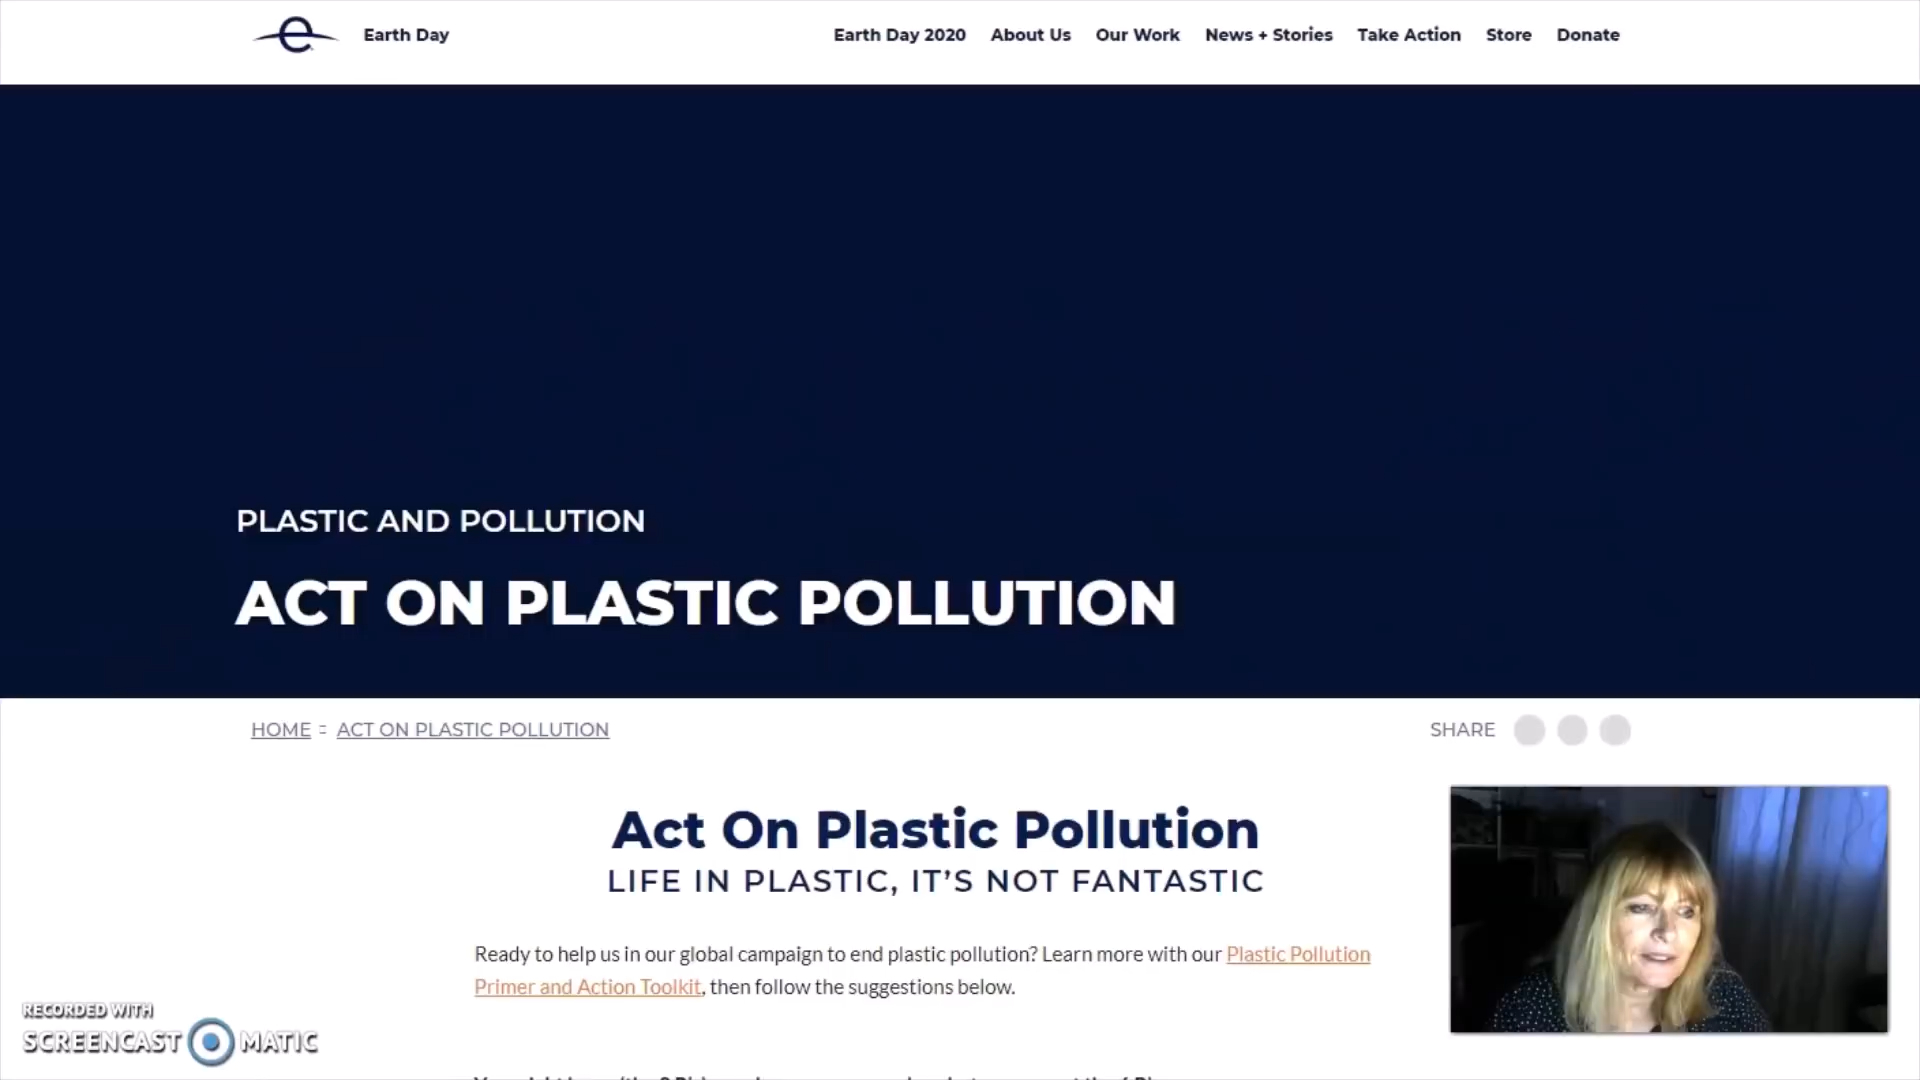 Earth Day
Earth Day 2020 About Us Our Work News + Stories Take Action Store Donate
PLASTIC AND POLLUTION
ACT ON PLASTIC POLLUTION
HOME ACT ON PLASTIC POLLUTION
SHARE
Act On Plastic Pollution
LIFE IN PLASTIC, IT'S NOT FANTASTIC
Ready to help us in our global campaign to end plastic pollution? Learn more with our Plastic Pollution
Primer and Action Toolkit, then follow the suggestions below.
RECORDED WITH
SCREENCAST MATIC